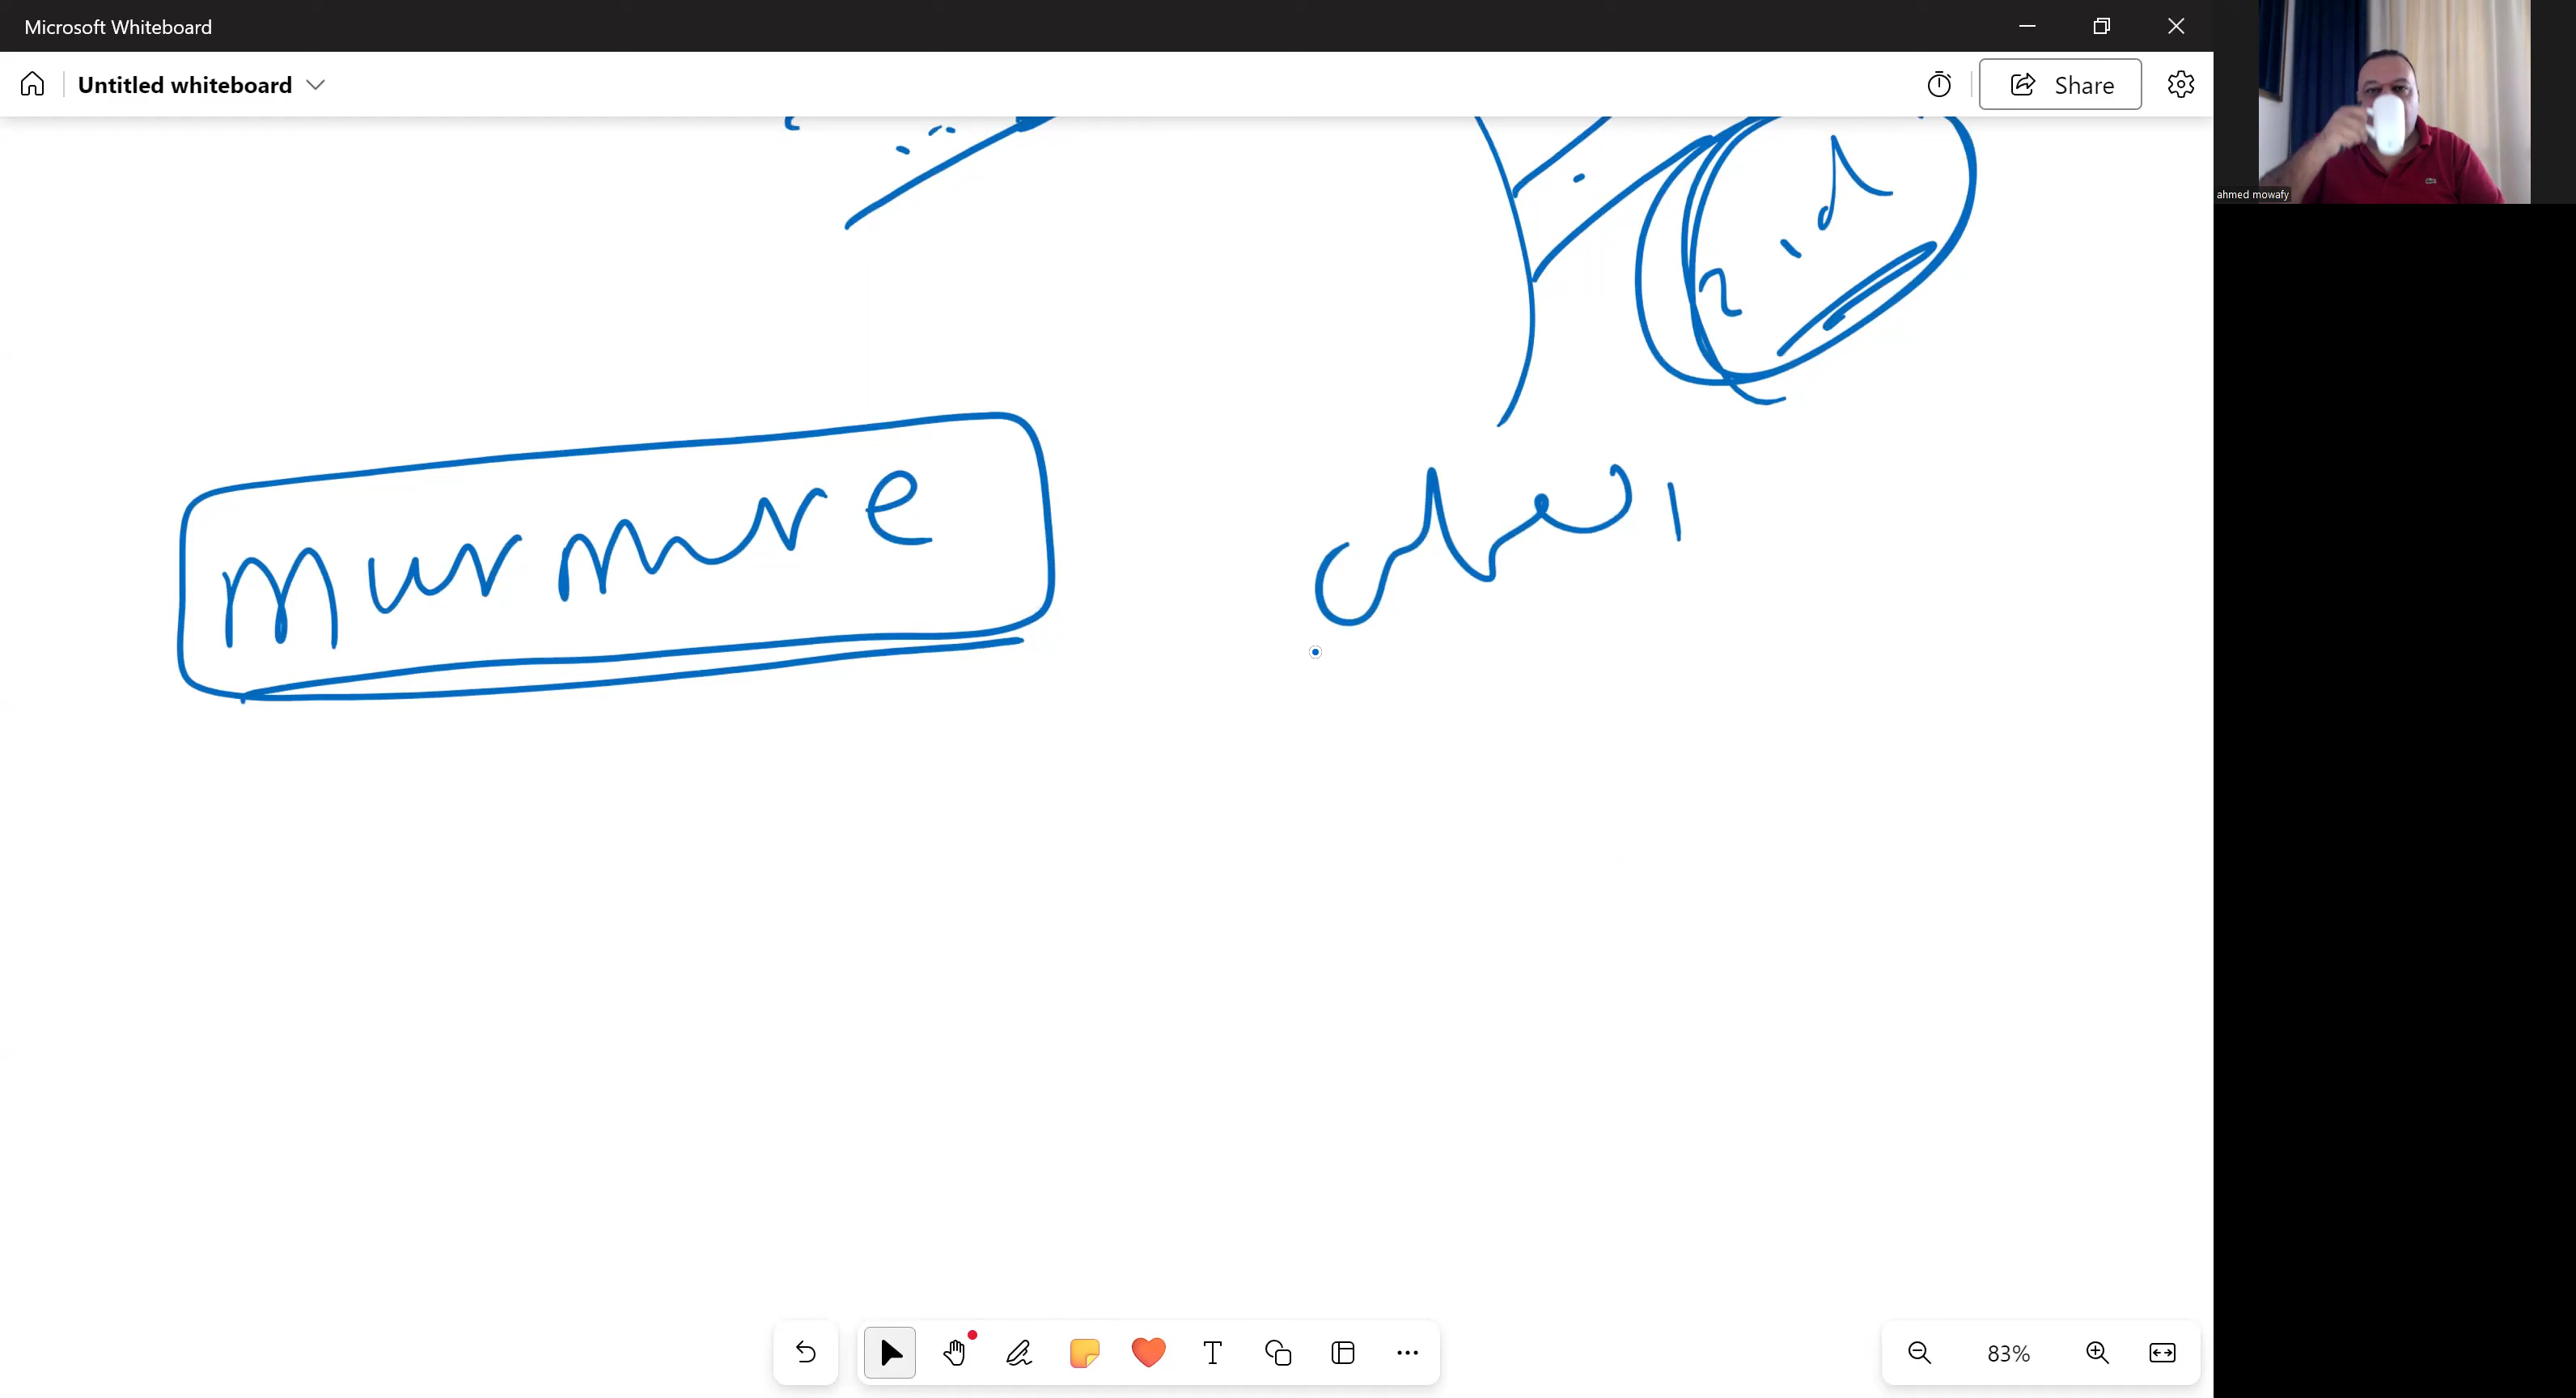 Microsoft Whiteboard
Untitled whiteboard
Share
ahmed mowafy
murmure
83%